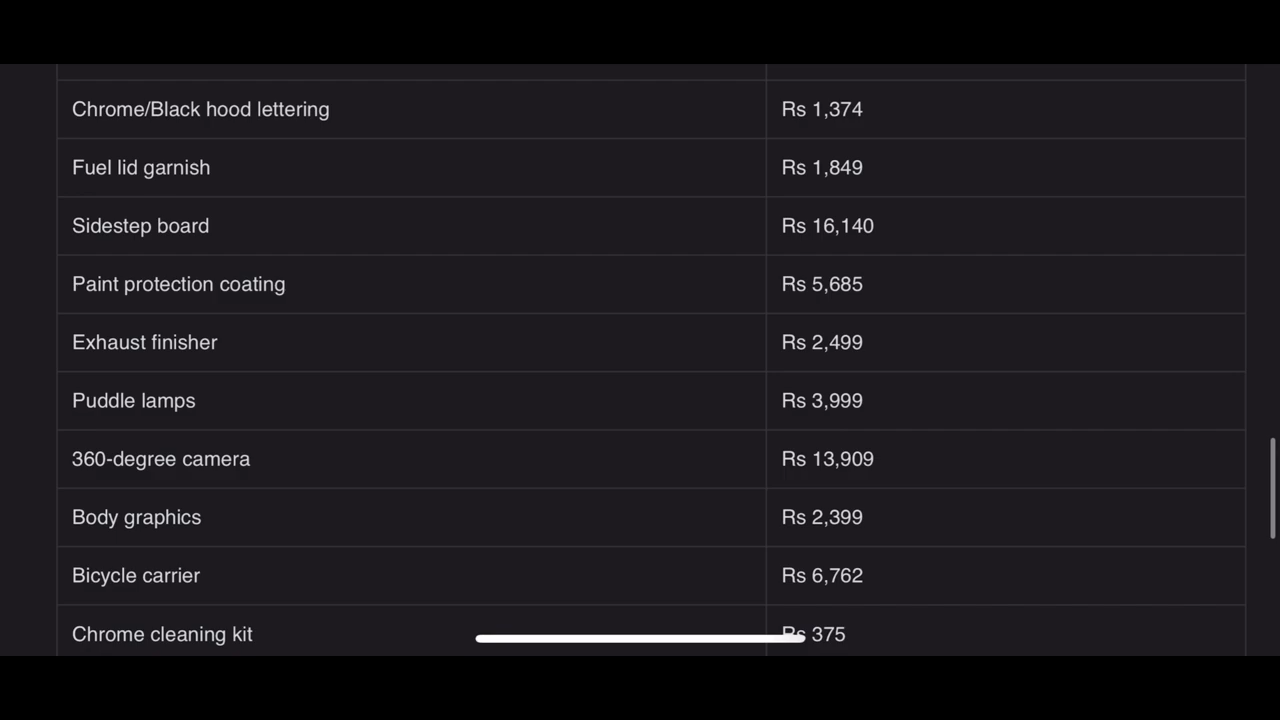 Chrome/Black hood lettering Rs 1,374
Fuel lid garnish Rs 1,849
Sidestep board Rs 16,140
Paint protection coating Rs 5,685
Exhaust finisher Rs 2,499
Puddle lamps Rs 3,999
360-degree camera Rs 13,909
Body graphics Rs 2,399
Bicycle carrier Rs 6,762
Chrome cleaning kit Rs 375